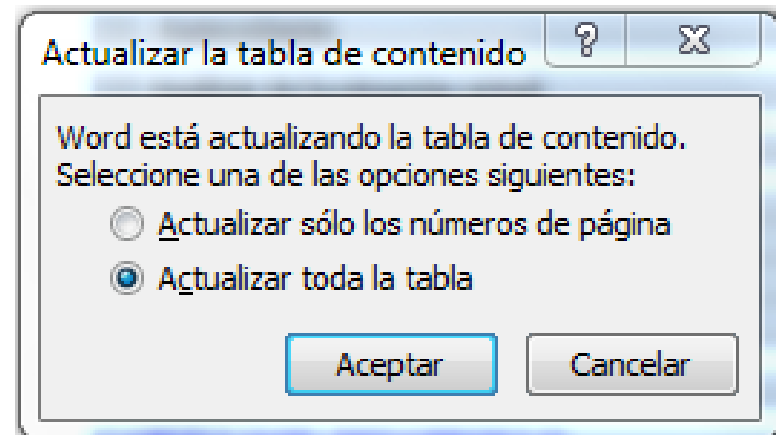 Actualizar la tabla de contenido
Word está actualizando la tabla de contenido.
Seleccione una de las opciones siguientes:
Actualizar sólo los números de página
Actualizar toda la tabla
Aceptar
Cancelar